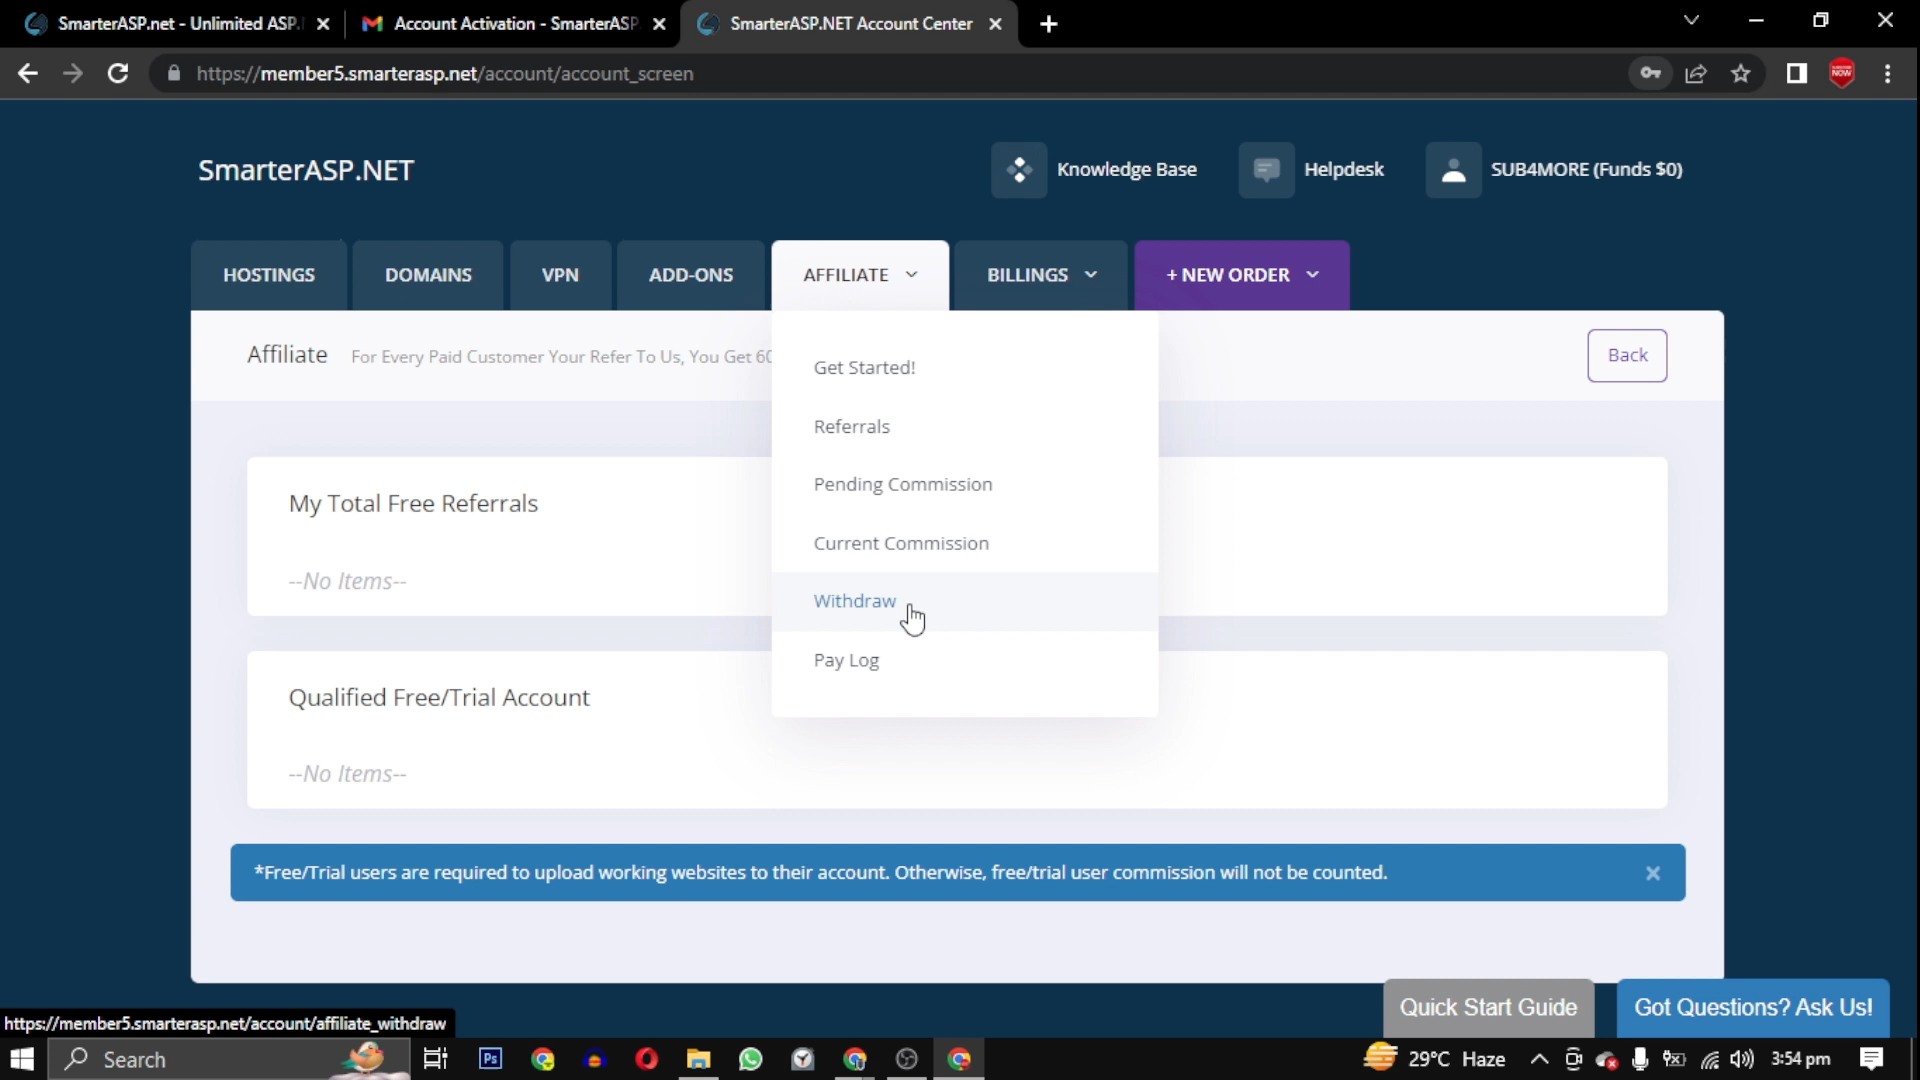 SmarterASP.net - Unlimited ASP.
Account Activation - SmarterASP
SmarterASP.NET Account Center
https://member5.smarterasp.net/account/account_screen
NOW
SmarterASP.NET
Knowledge Base
Helpdesk
SUB4MORE (Funds $0)
HOSTINGS
DOMAINS
VPN
ADD-ONS
AFFILIATE
BILLINGS
+ NEW ORDER
Affiliate
For Every Paid Customer Your Refer To Us, You Get 60
Back
Get Started!
Referrals
Pending Commission
Current Commission
Withdraw
Pay Log
My Total Free Referrals
--No Items--
Qualified Free/Trial Account
--No Items--
*Free/Trial users are required to upload working websites to their account. Otherwise, free/trial user commission will not be counted.
Quick Start Guide
Got Questions? Ask Us!
https://member5.smarterasp.net/account/affiliate_withdraw
Search
Ps
29°C Haze
3:54 pm